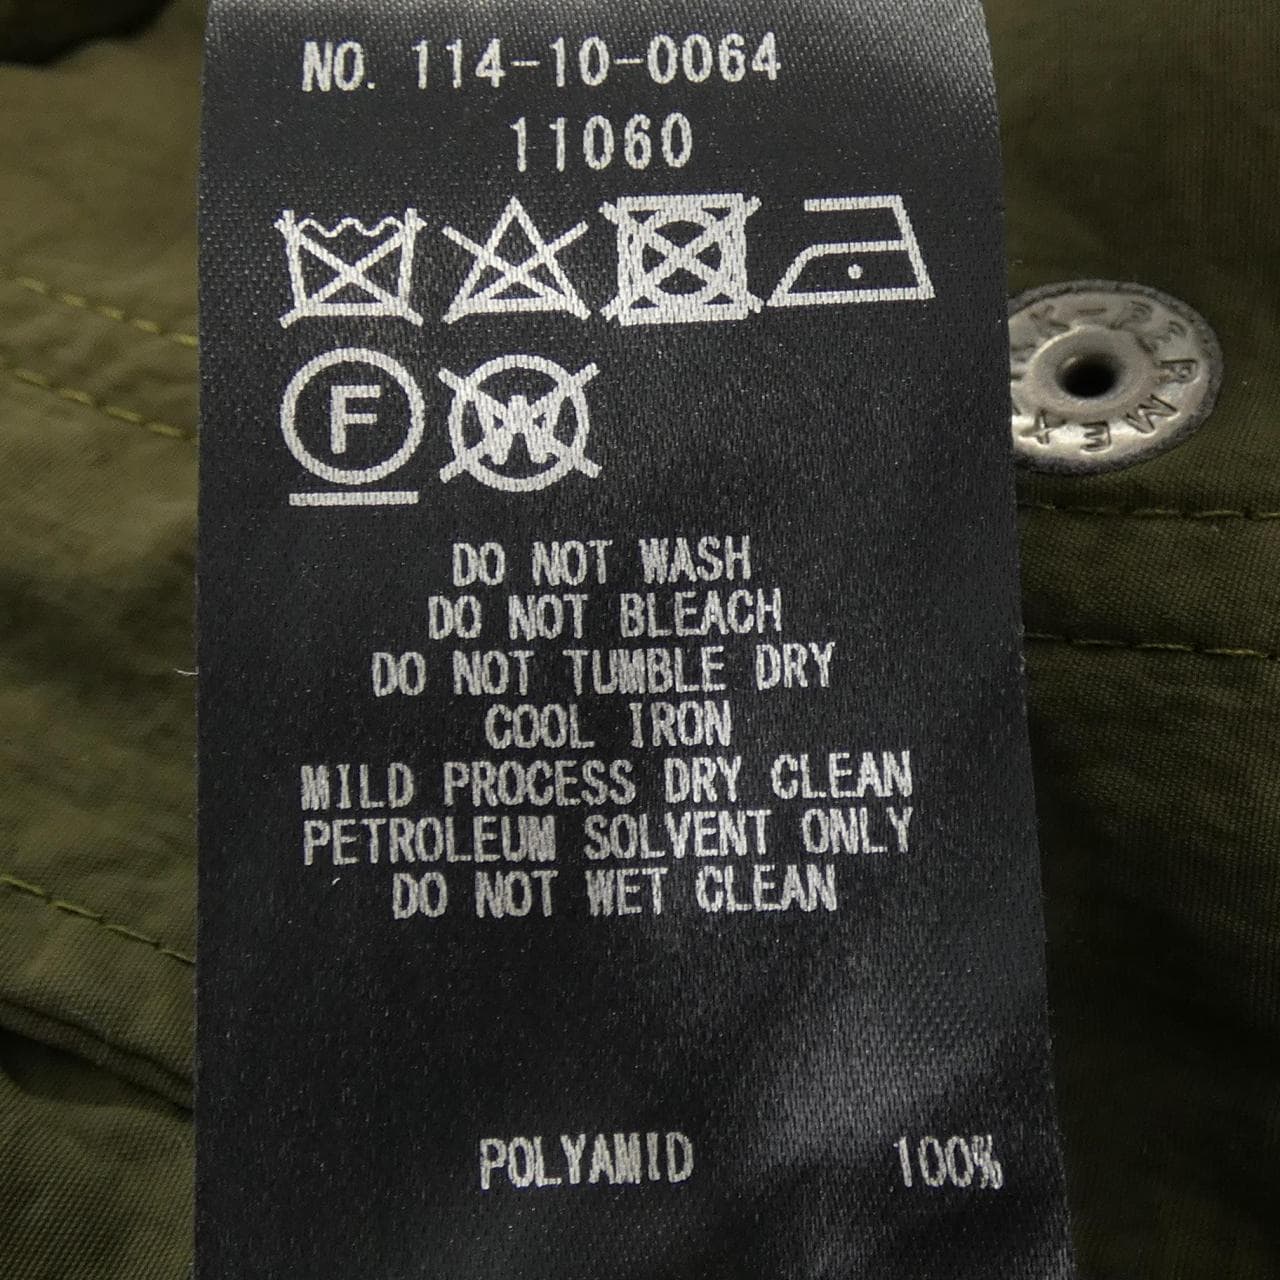 NO. 114-10-0064
11060
F
W
DO NOT WASH
DO NOT BLEACH
DO NOT TUMBLE DRY
COOL IRON
MILD PROCESS DRY CLEAN
PETROLEUM SOLVENT ONLY
DO NOT WET CLEAN
POLYAMID 100%